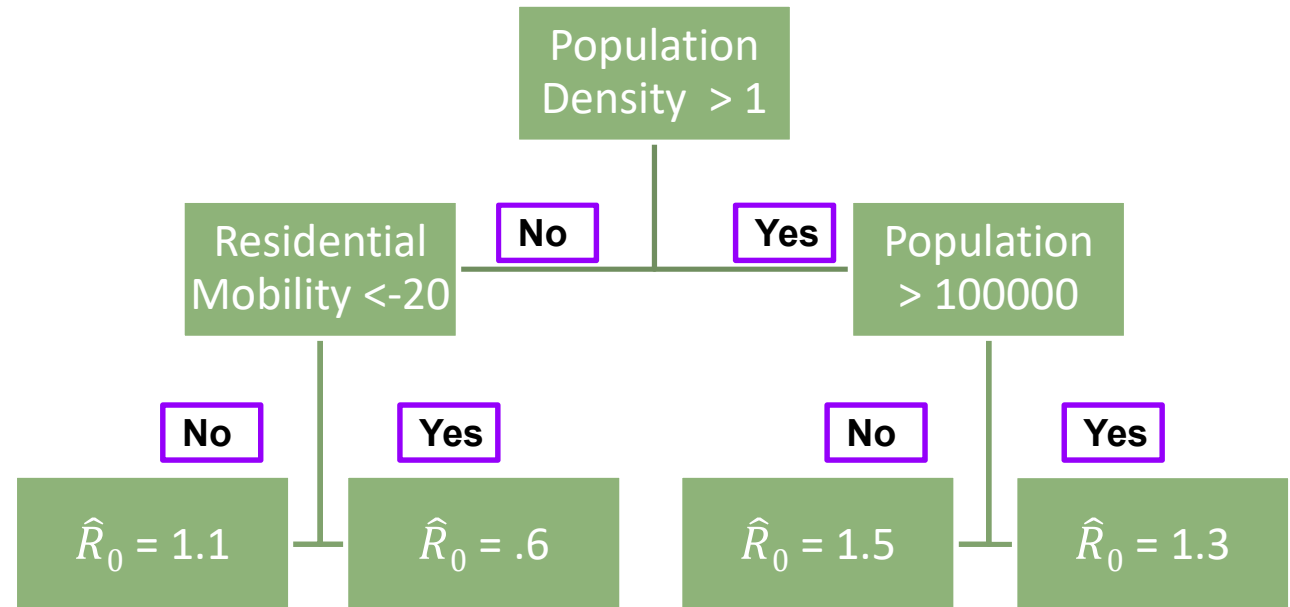 Population
Density > 1
No
Yes
Residential
Mobility <-20
Population
> 100000
No
Yes
No
Yes
R̂₀ = 1.1
R̂₀ = .6
R̂₀ = 1.5
R̂₀ = 1.3